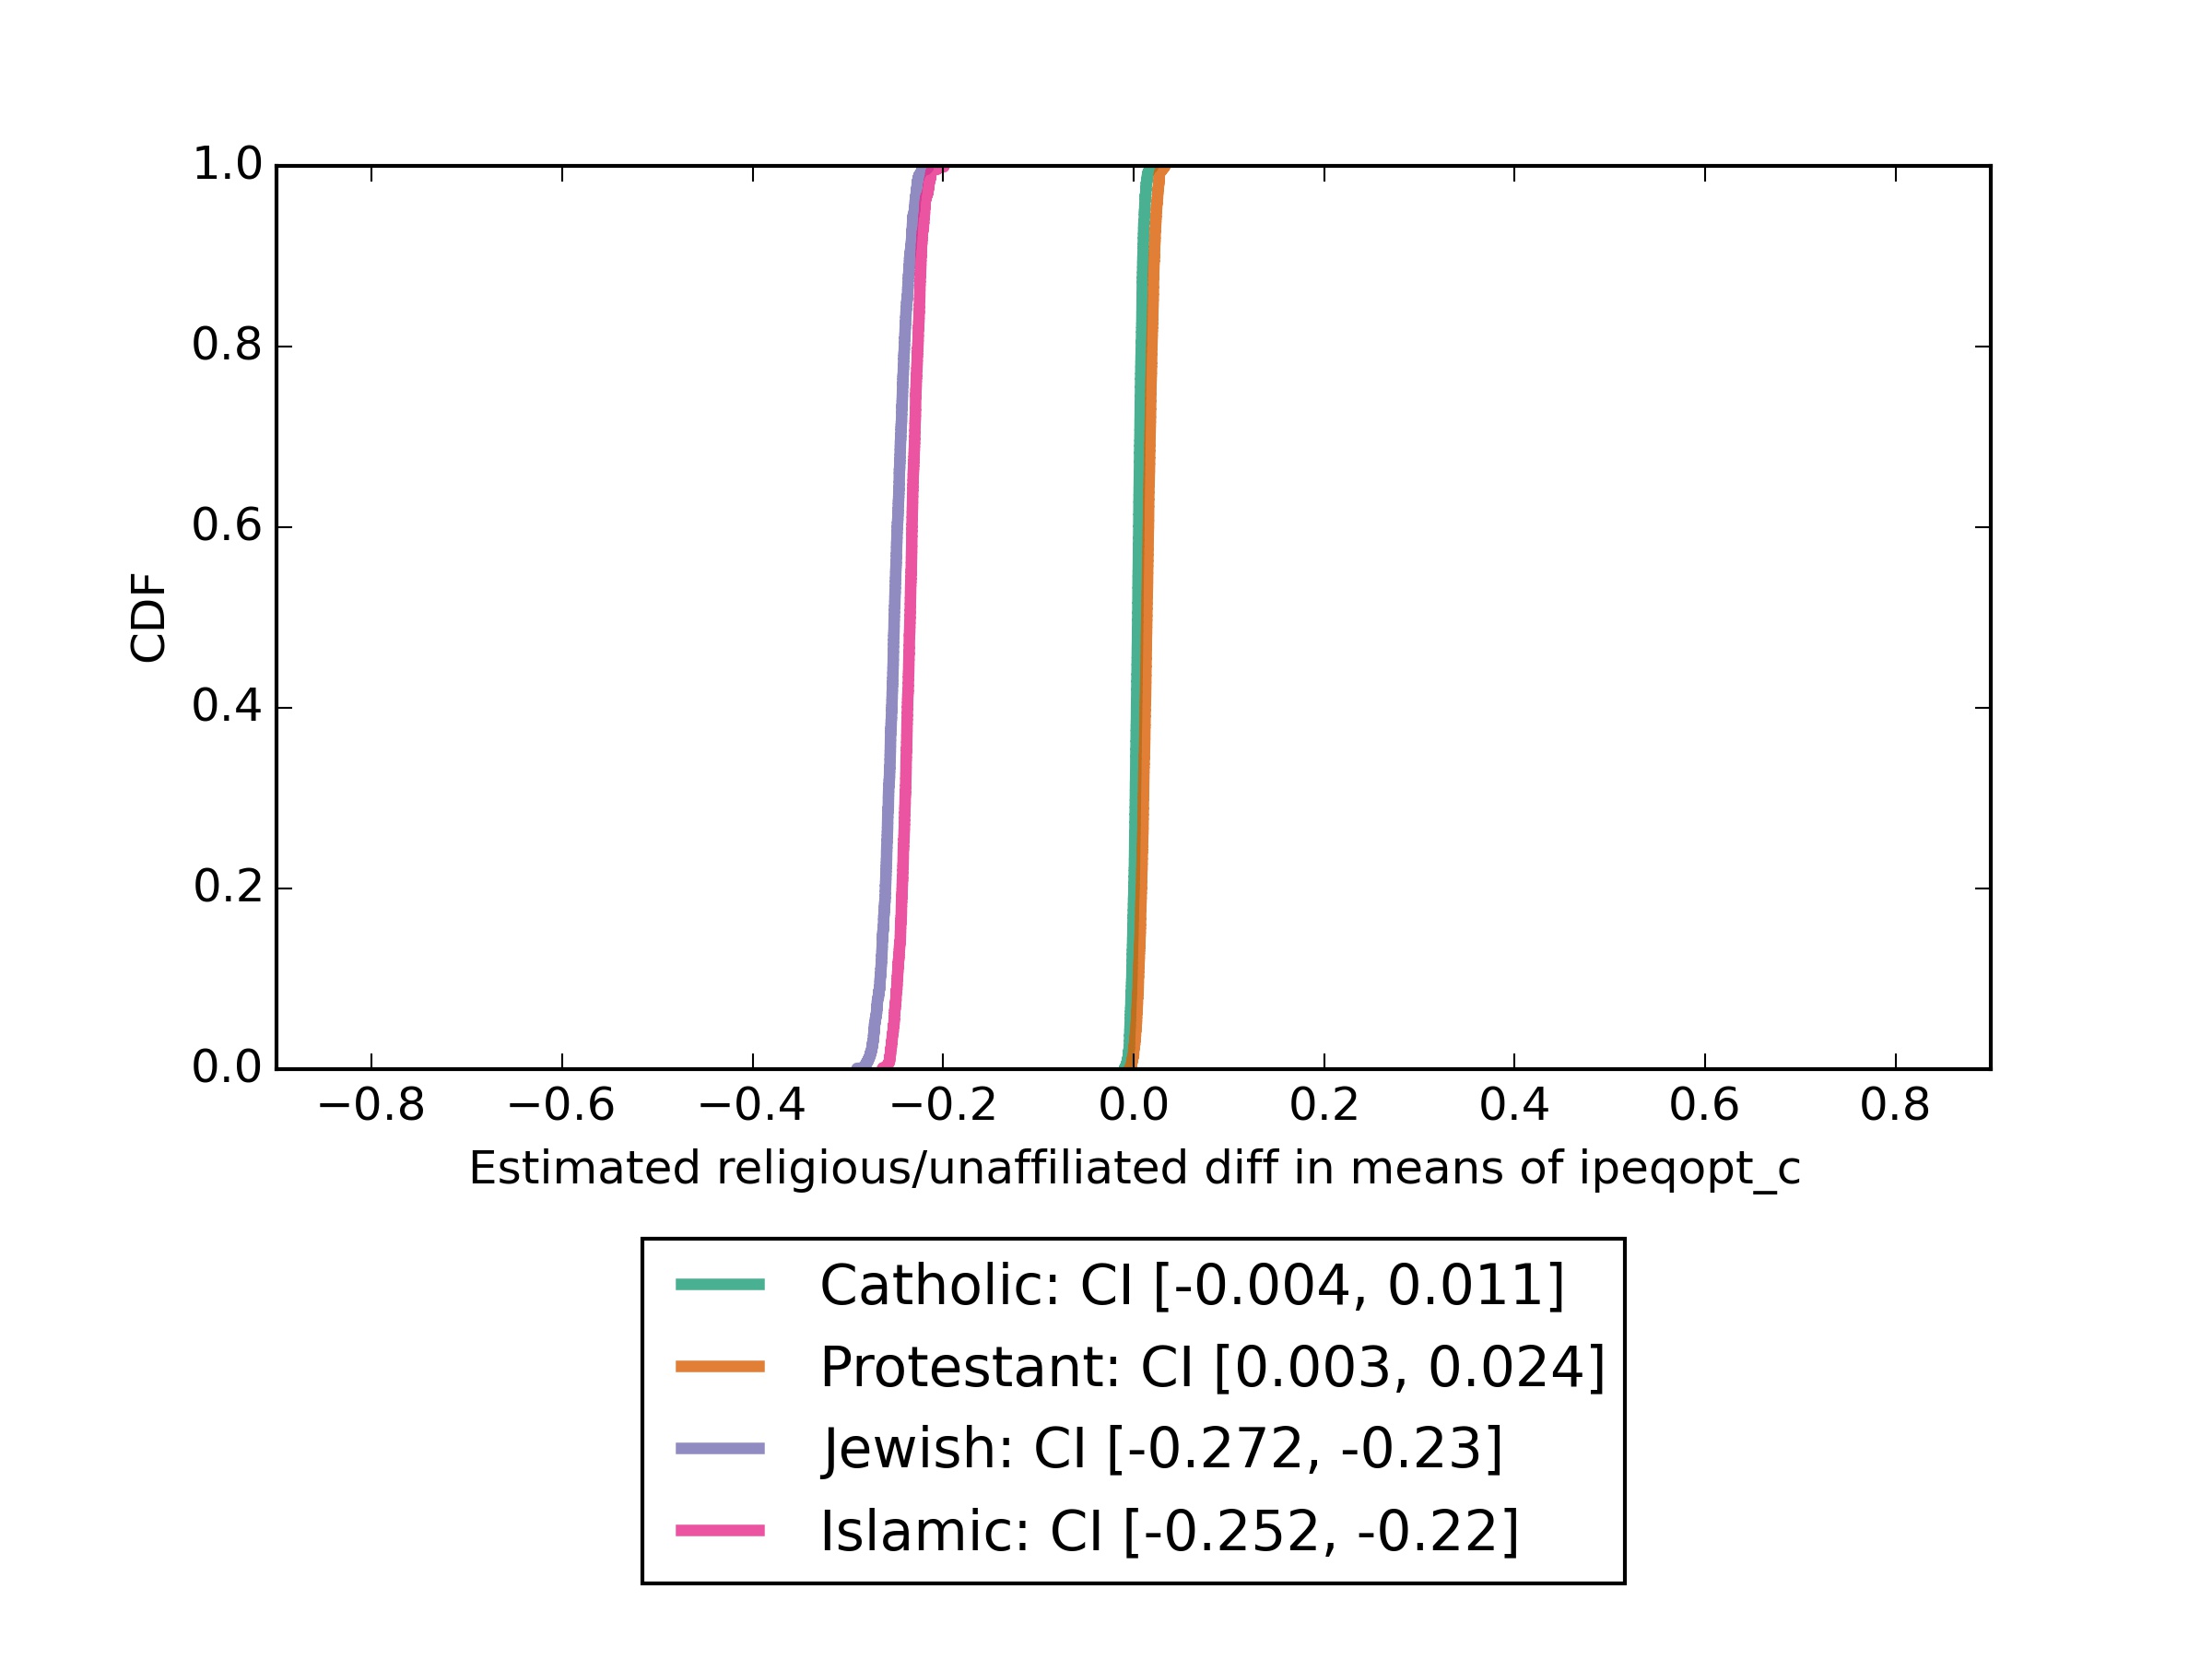 1.0
0.8
0.6
0.4
0.2
0.0
CDF
−0.8 −0.6 −0.4 −0.2 0.0 0.2 0.4 0.6 0.8
Estimated religious/unaffiliated diff in means of ipeqopt_c
Catholic: CI [-0.004, 0.011]
Protestant: CI [0.003, 0.024]
Jewish: CI [-0.272, -0.23]
Islamic: CI [-0.252, -0.22]